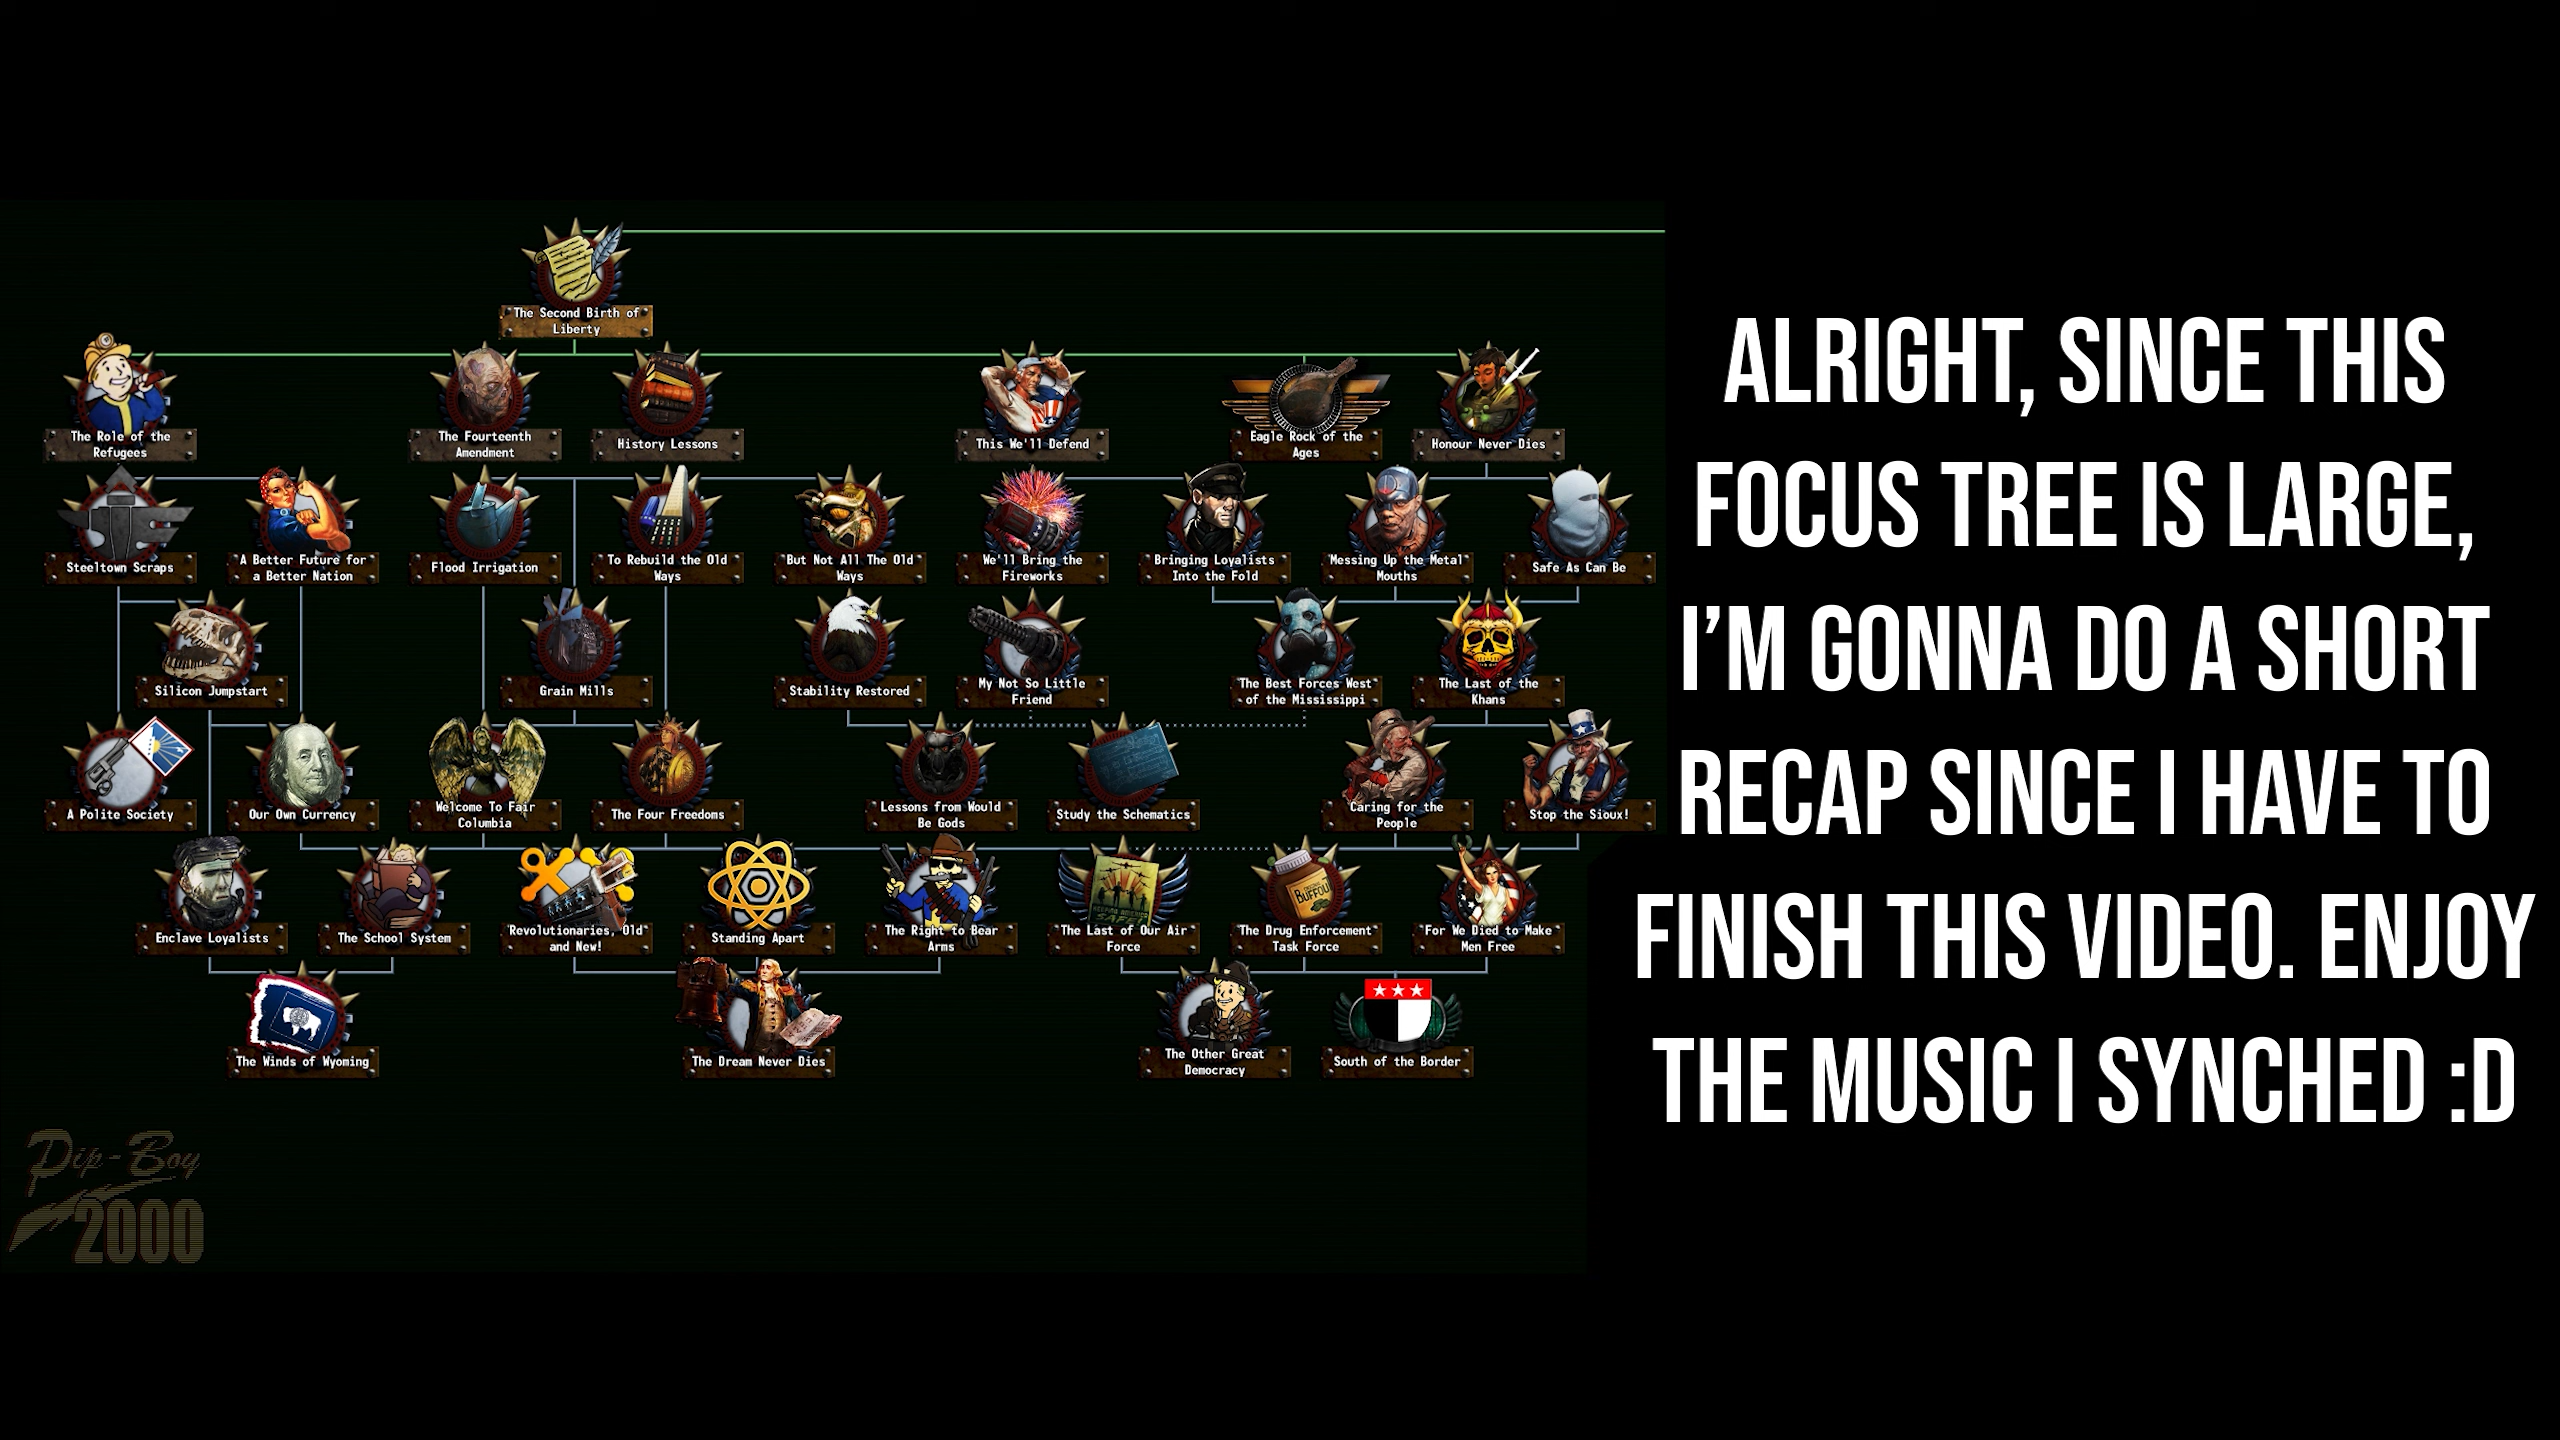 The Second Birth of
Liberty
The Role of the
Refugees
The Fourteenth
Amendment
History Lessons
This We'll Defend
Eagle Rock of the
Ages
Honour Never Dies
Steeltown Scraps
A Better Future for
a Better Nation
Flood Irrigation
To Rebuild the Old
Ways
But Not All The Old
Ways
We'll Bring the
Fireworks
Bringing Loyalists
Into the Fold
Messing Up the Metal
Mouths
Safe As Can Be
Silicon Jumpstart
Grain Mills
Stability Restored
My Not So Little
Friend
The Best Forces West
of the Mississippi
The Last of the
Khans
A Polite Society
Our Own Currency
Welcome To Fair
Columbia
The Four Freedoms
Lessons from Would
Be Gods
Study the Schematics
Caring for the
People
Stop the Sioux!
KEEPING AMERICA
SAFE!
BUFFOUT
Enclave Loyalists
The School System
Revolutionaries, Old
and New!
Standing Apart
The Right to Bear
Arms
The Last of Our Air
Force
The Drug Enforcement
Task Force
For We Died to Make
Men Free
The Winds of Wyoming
The Dream Never Dies
The Other Great
Democracy
South of the Border
Pip-Boy
2000
ALRIGHT, SINCE THIS
FOCUS TREE IS LARGE,
I'M GONNA DO A SHORT
RECAP SINCE I HAVE TO
FINISH THIS VIDEO. ENJOY
THE MUSIC I SYNCHED :D